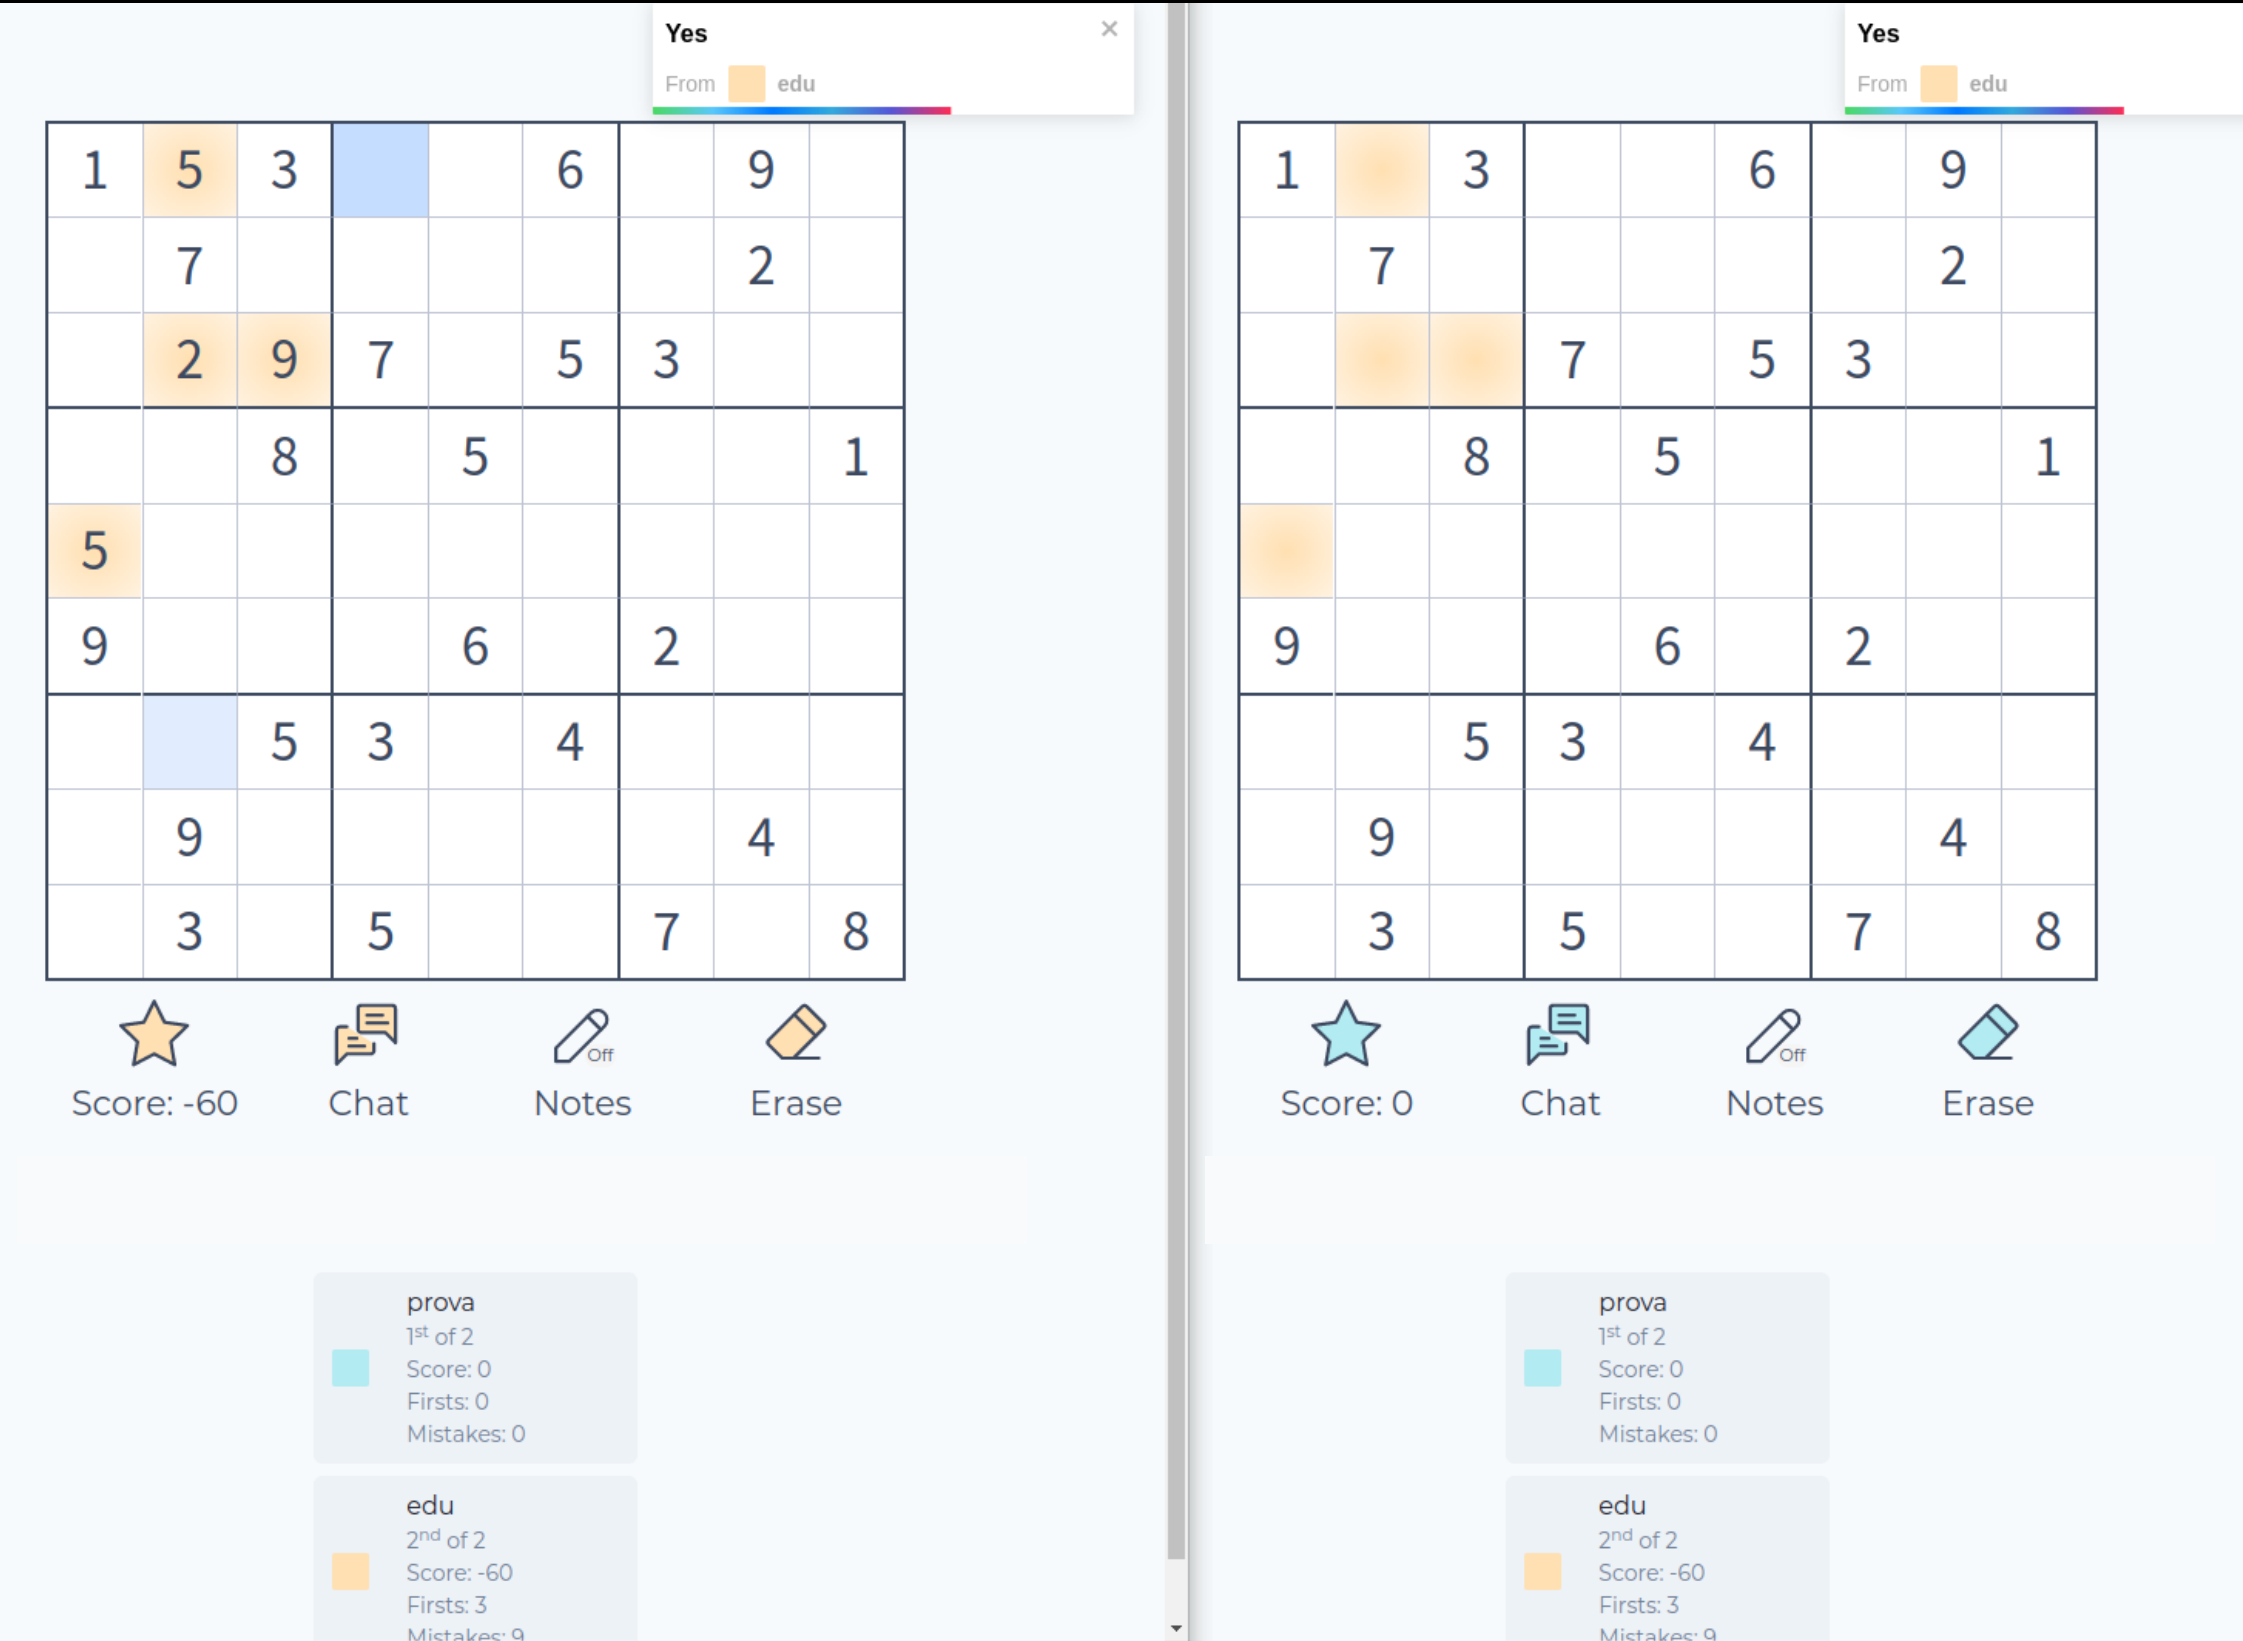 Yes ×
From edu
1 5 3 6 9
7 2
2 9 7 5 3
8 5 1
5
9 6 2
5 3 4
9 4
3 5 7 8
Off
Score: -60 Chat Notes Erase
prova
1st of 2
Score: 0
Firsts: 0
Mistakes: 0
edu
2nd of 2
Score: -60
Firsts: 3
Mistakes: 9
Yes
From edu
1 3 6 9
7 2
7 5 3
8 5 1
9 6 2
5 3 4
9 4
3 5 7 8
Off
Score: 0 Chat Notes Erase
prova
1st of 2
Score: 0
Firsts: 0
Mistakes: 0
edu
2nd of 2
Score: -60
Firsts: 3
Mistakes: 9